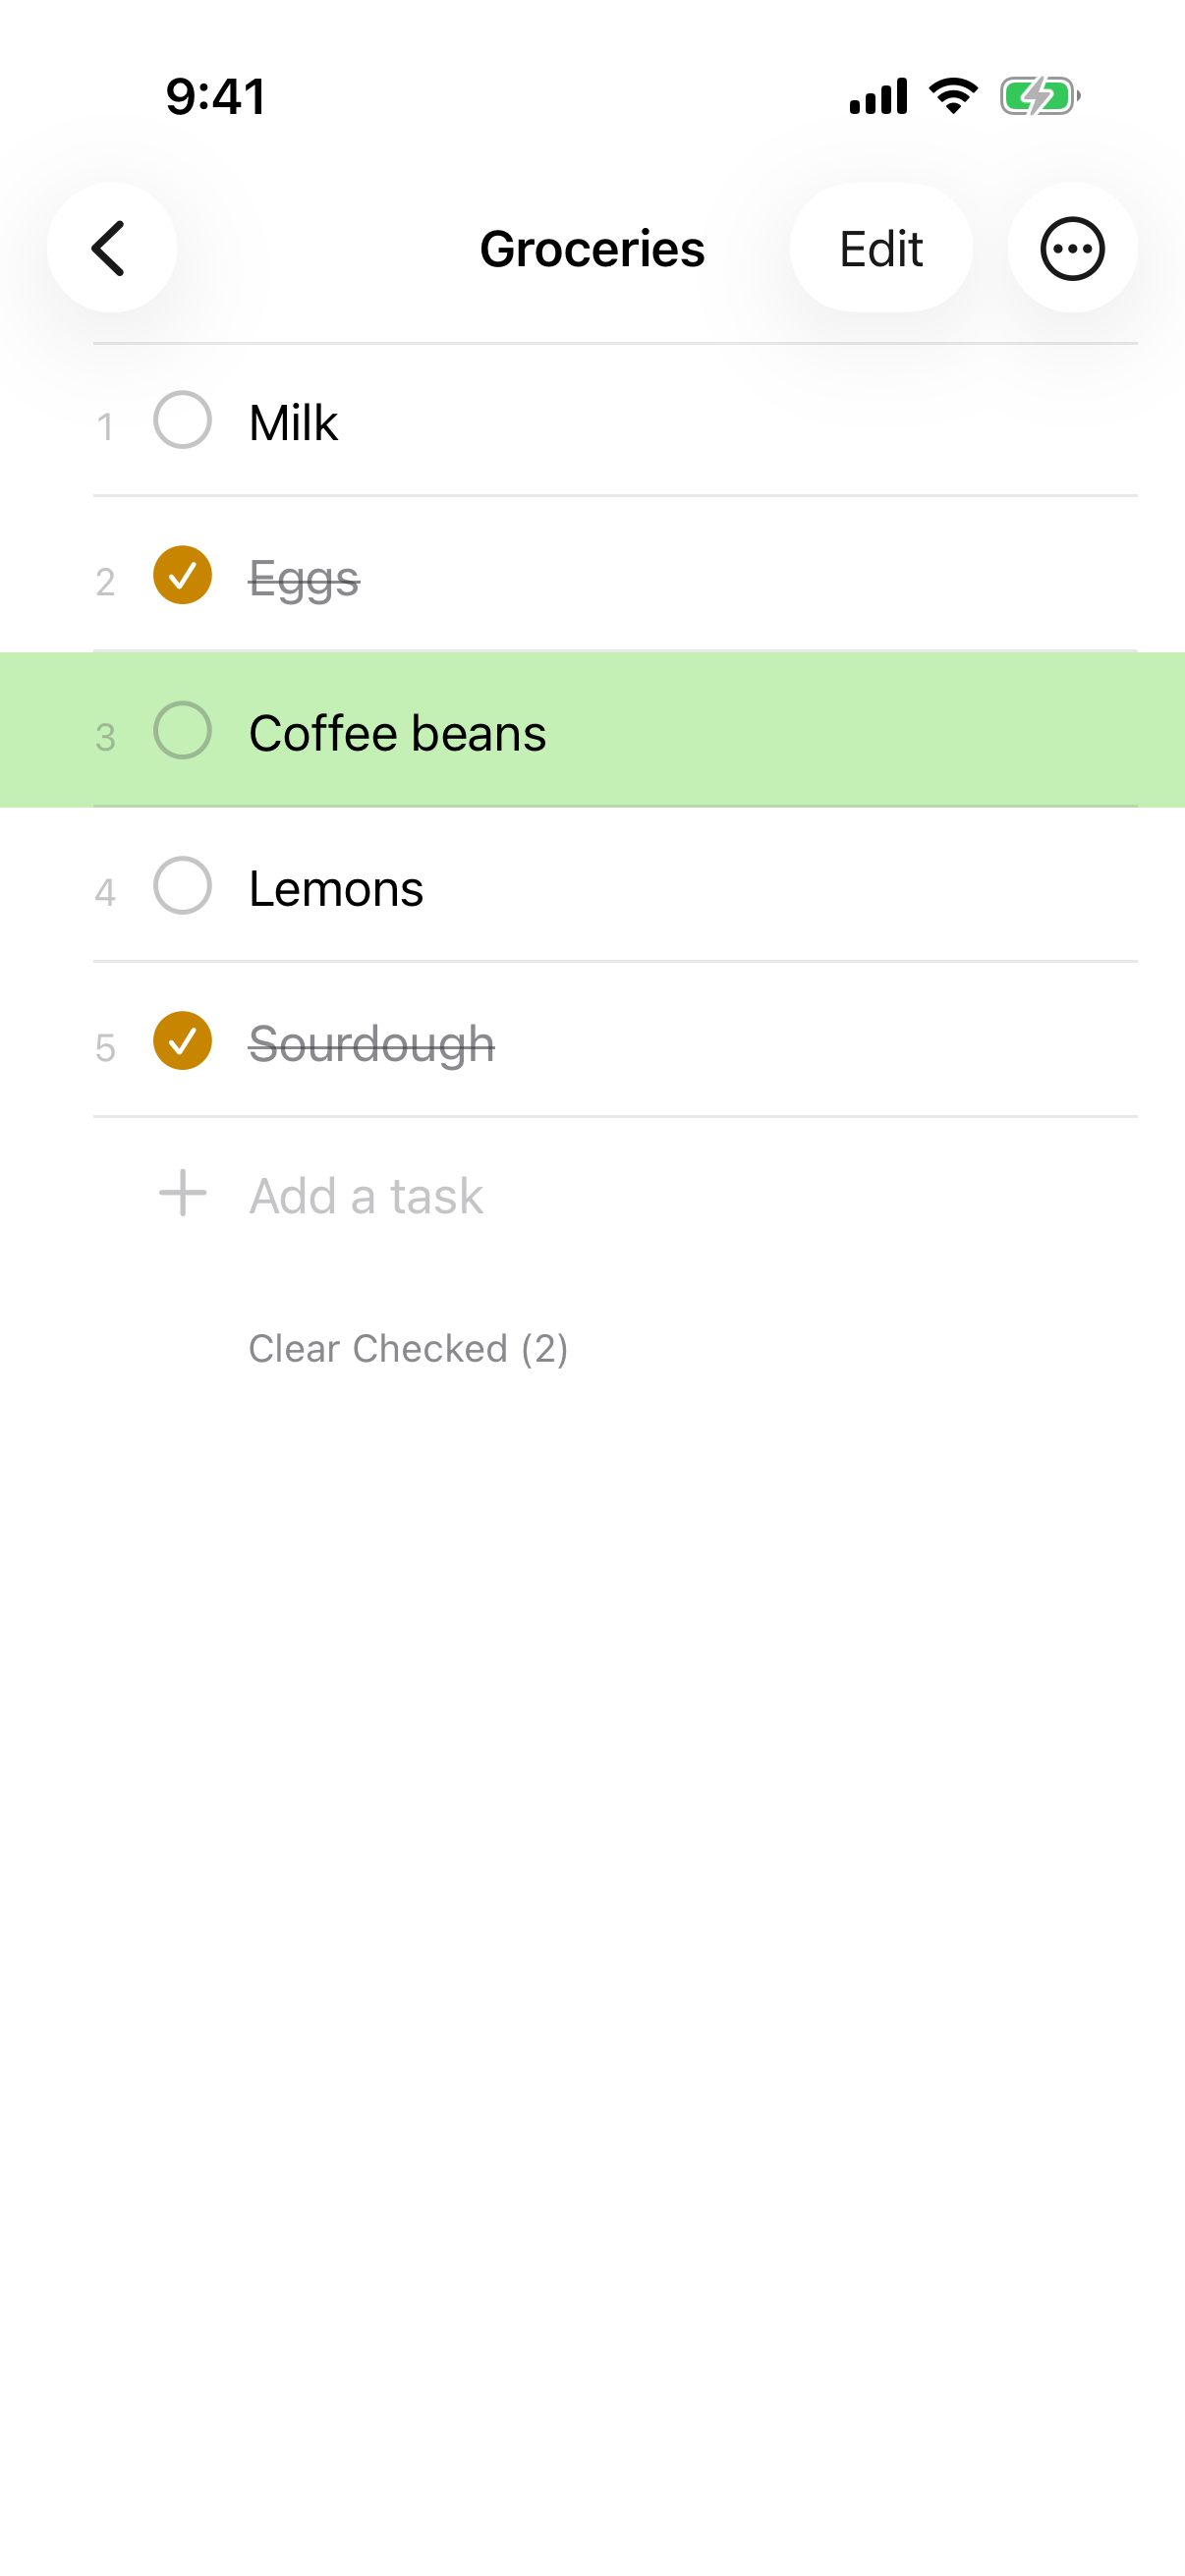 9:41
Groceries Edit
1 Milk
2 Eggs
3 Coffee beans
4 Lemons
5 Sourdough
Add a task
Clear Checked (2)